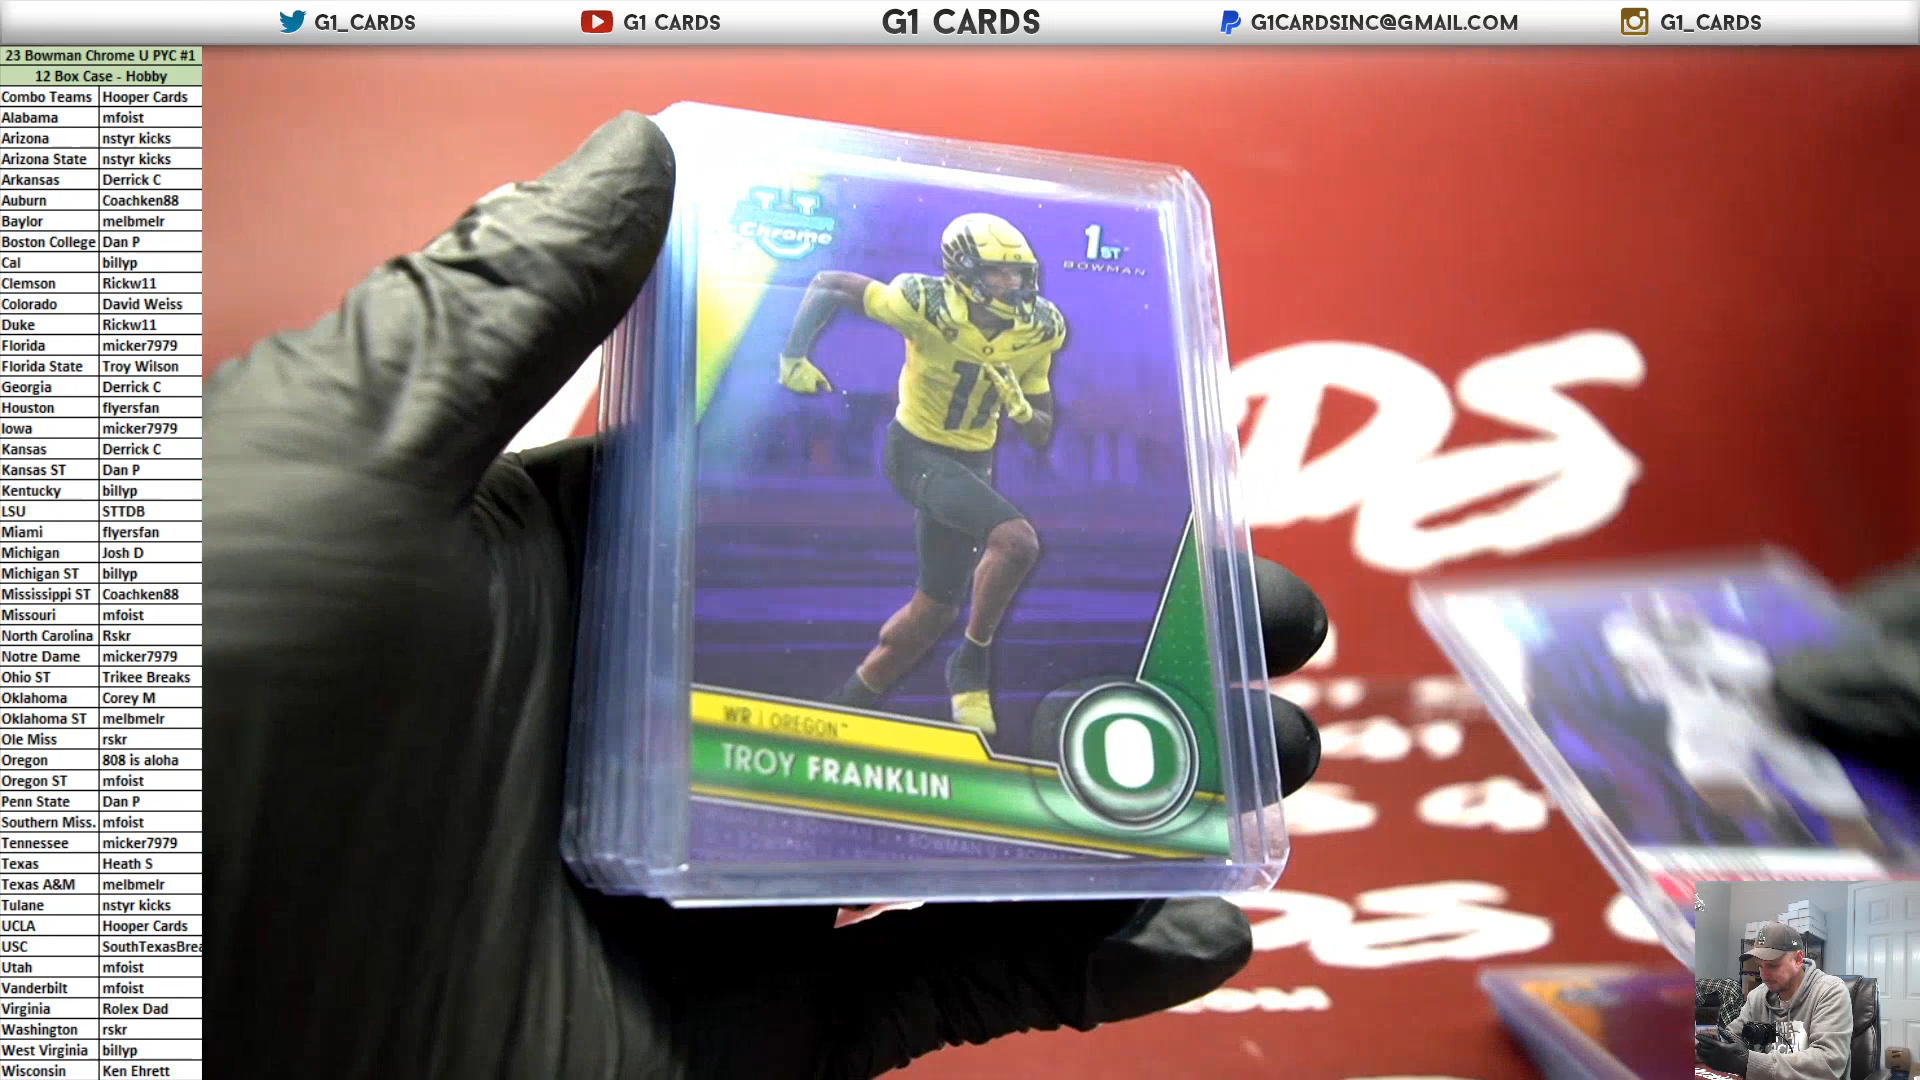 G1_CARDS
G1 CARDS
G1 CARDS
G1CARDSINC@GMAIL.COM
G1_CARDS
23 Bowman Chrome U PYC #1
12 Box Case - Hobby
Combo Teams Hooper Cards
Alabama mfoist
Arizona nstyr kicks
Arizona State nstyr kicks
Arkansas Derrick C
Auburn Coachken88
Baylor melbmelr
Boston College Dan P
Cal billyp
Clemson Rickw11
Colorado David Weiss
Duke Rickw11
Florida micker7979
Florida State Troy Wilson
Georgia Derrick C
Houston flyersfan
Iowa micker7979
Kansas Derrick C
Kansas ST Dan P
Kentucky billyp
LSU STTDB
Miami flyersfan
Michigan Josh D
Michigan ST billyp
Mississippi ST Coachken88
Missouri mfoist
North Carolina Rskr
Notre Dame micker7979
Ohio ST Trikee Breaks
Oklahoma Corey M
Oklahoma ST melbmelr
Ole Miss rskr
Oregon 808 is aloha
Oregon ST mfoist
Penn State Dan P
Southern Miss. mfoist
Tennessee micker7979
Texas Heath S
Texas A&M melbmelr
Tulane nstyr kicks
UCLA Hooper Cards
USC SouthTexasBrea
Utah mfoist
Vanderbilt mfoist
Virginia Rolex Dad
Washington rskr
West Virginia billyp
Wisconsin Ken Ehrett
U
BOWMAN
Chrome
1ST
BOWMAN
11
WR | OREGON™
TROY FRANKLIN
O
BOWMAN U